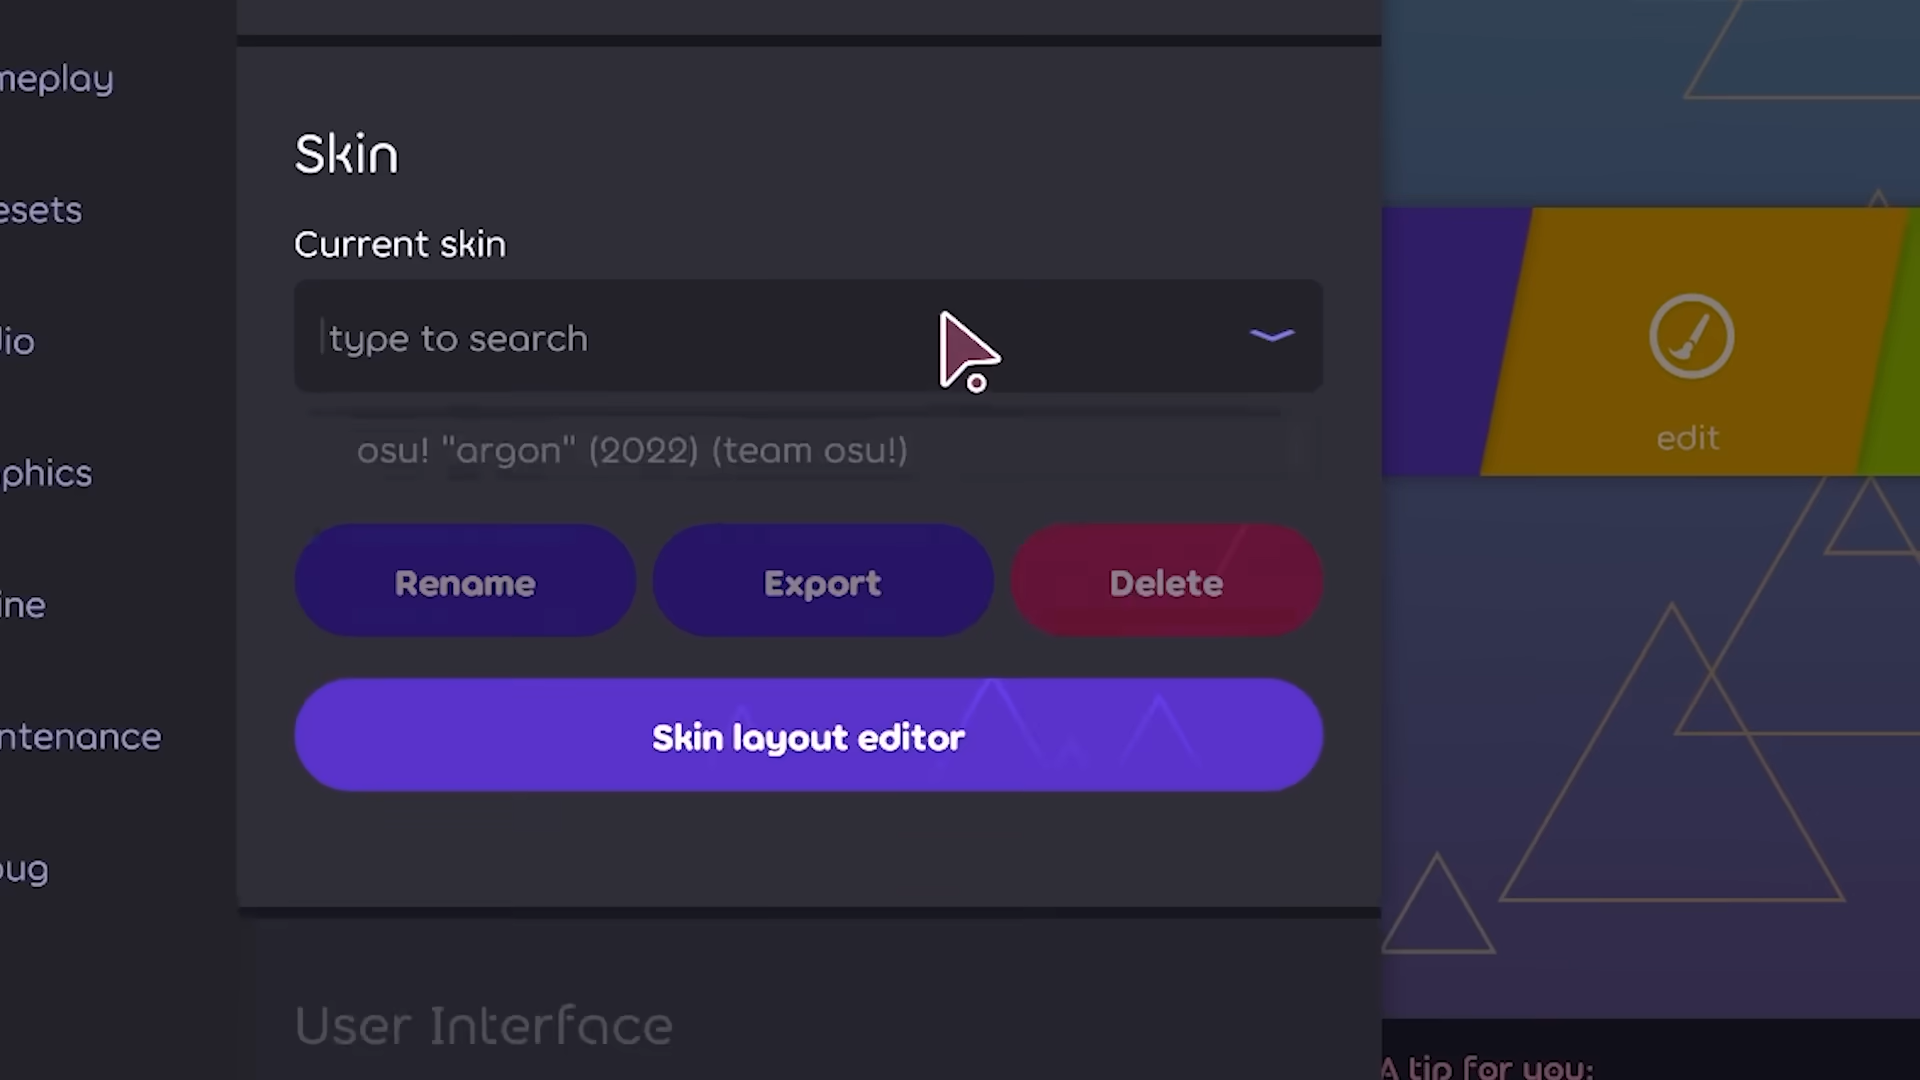 meplay
esets
dio
phics
ine
ntenance
bug
Skin
Current skin
type to search
osu! "argon" (2022) (team osu!)
Rename
Export
Delete
Skin layout editor
User Interface
edit
A tip for you: